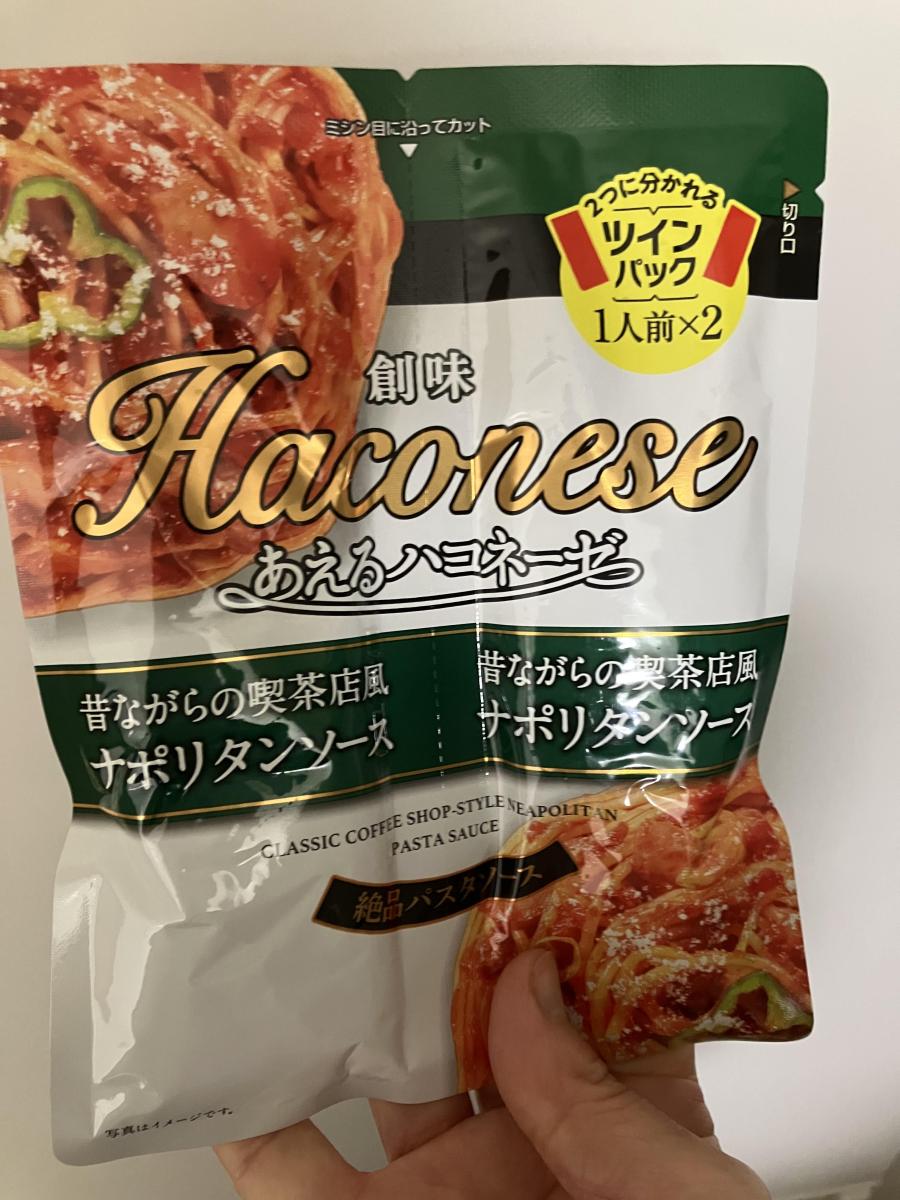 ミシン目に沿ってカット
切り口
2つに分かれる
ツイン
パック
1人前×2
創味
Haconese
あえるハコネーゼ
昔ながらの喫茶店風
ナポリタンソース
昔ながらの喫茶店風
ナポリタンソース
CLASSIC COFFEE SHOP-STYLE NEAPOLITAN
PASTA SAUCE
絶品パスタソース
写真はイメージです。